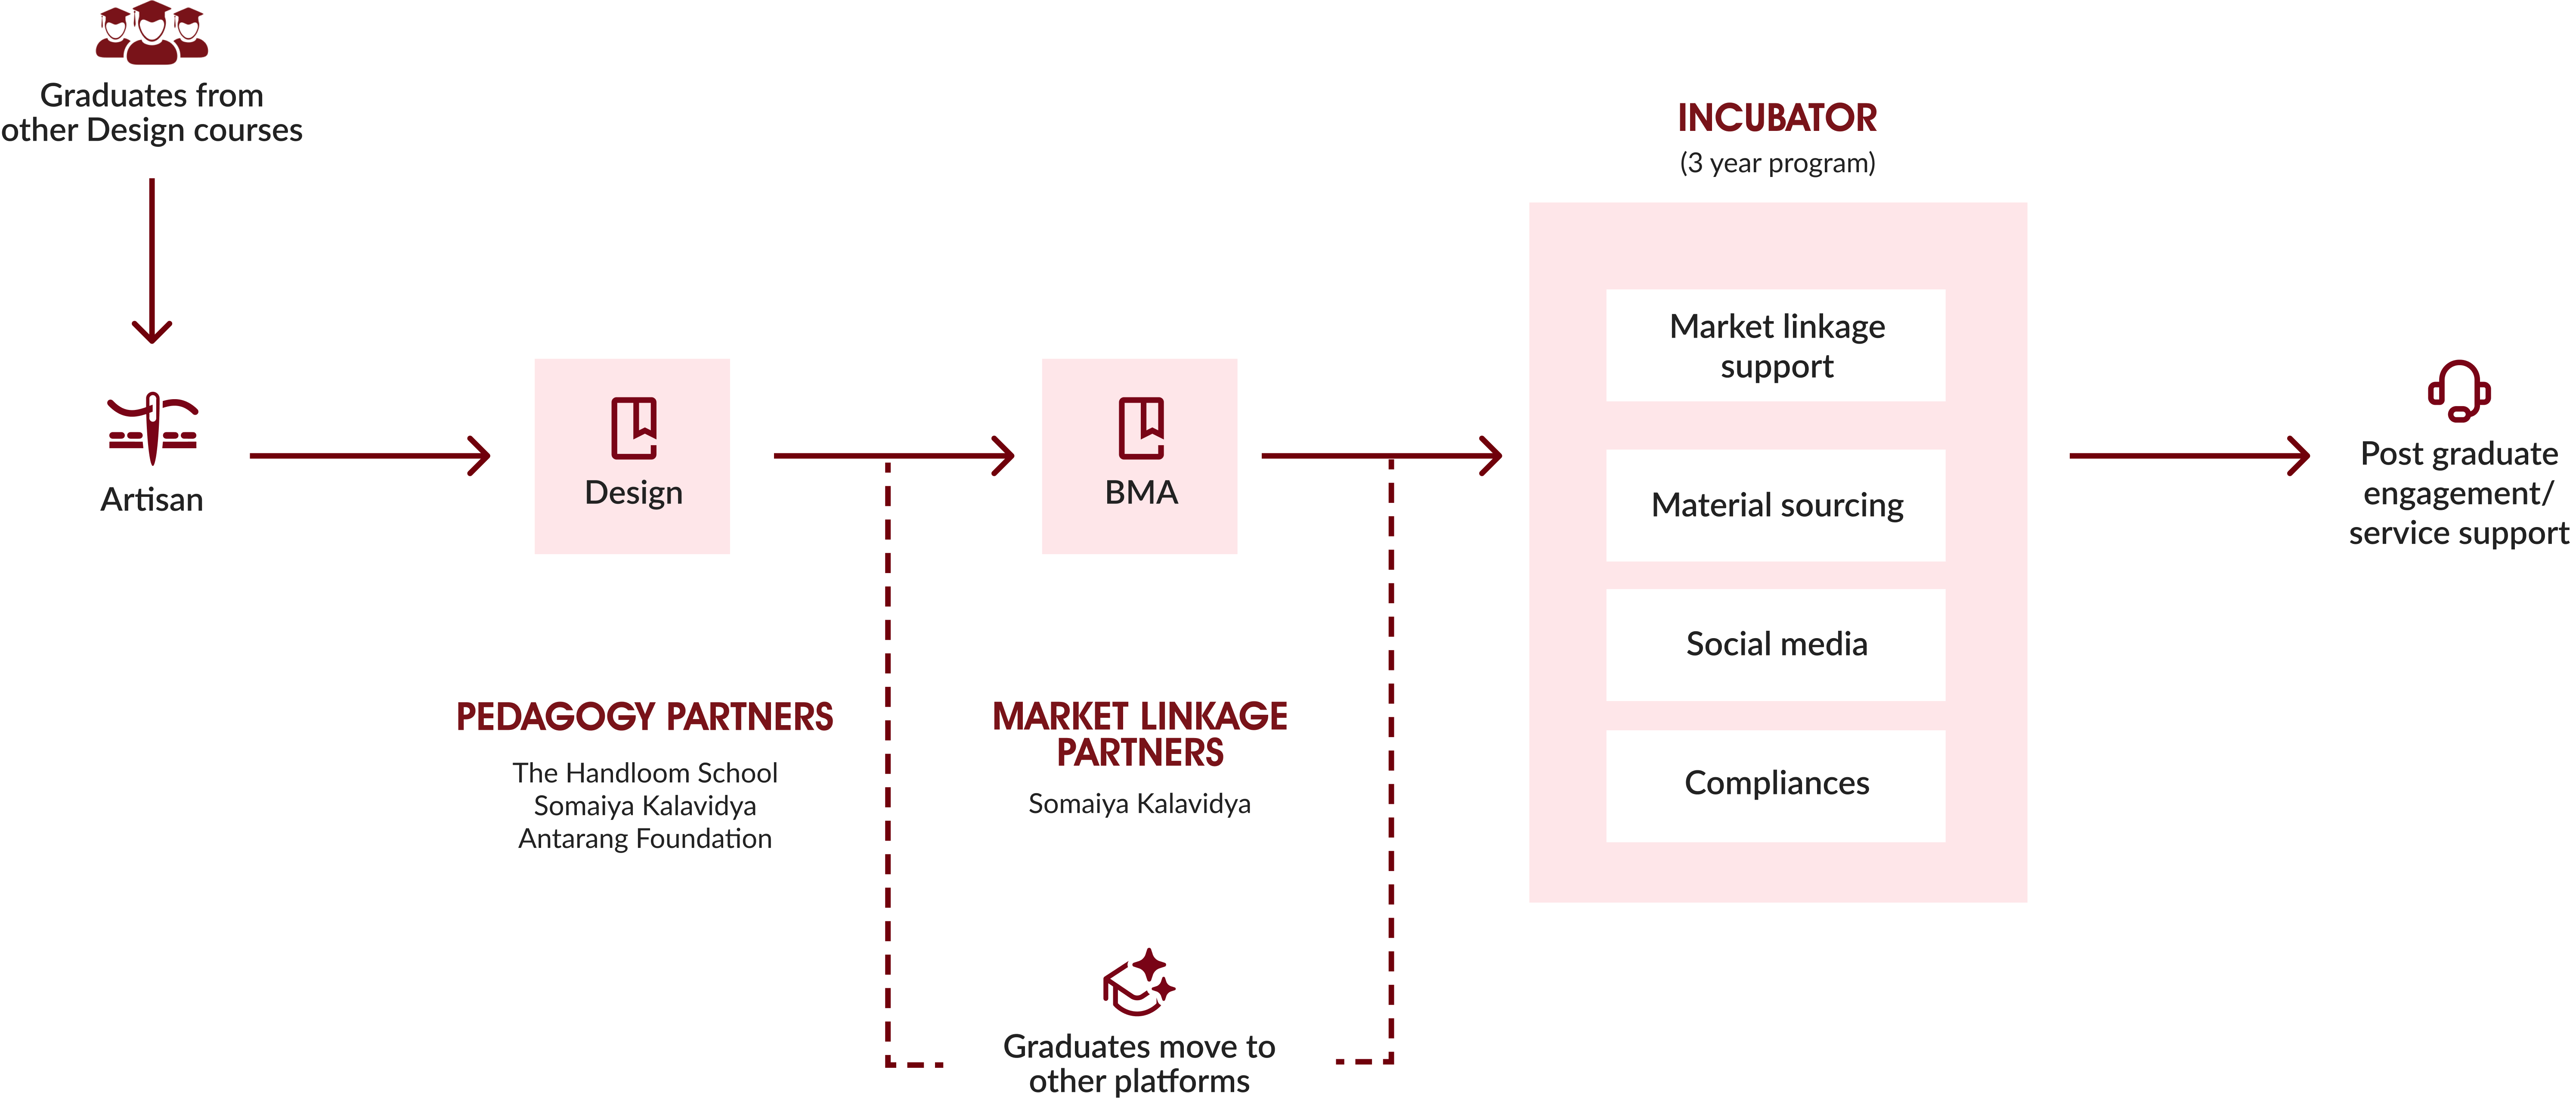 Graduates from
other Design courses
Artisan
Design
PEDAGOGY PARTNERS
The Handloom School
Somaiya Kalavidya
Antarang Foundation
BMA
MARKET LINKAGE
PARTNERS
Somaiya Kalavidya
Graduates move to
other platforms
INCUBATOR
(3 year program)
Market linkage
support
Material sourcing
Social media
Compliances
Post graduate
engagement/
service support